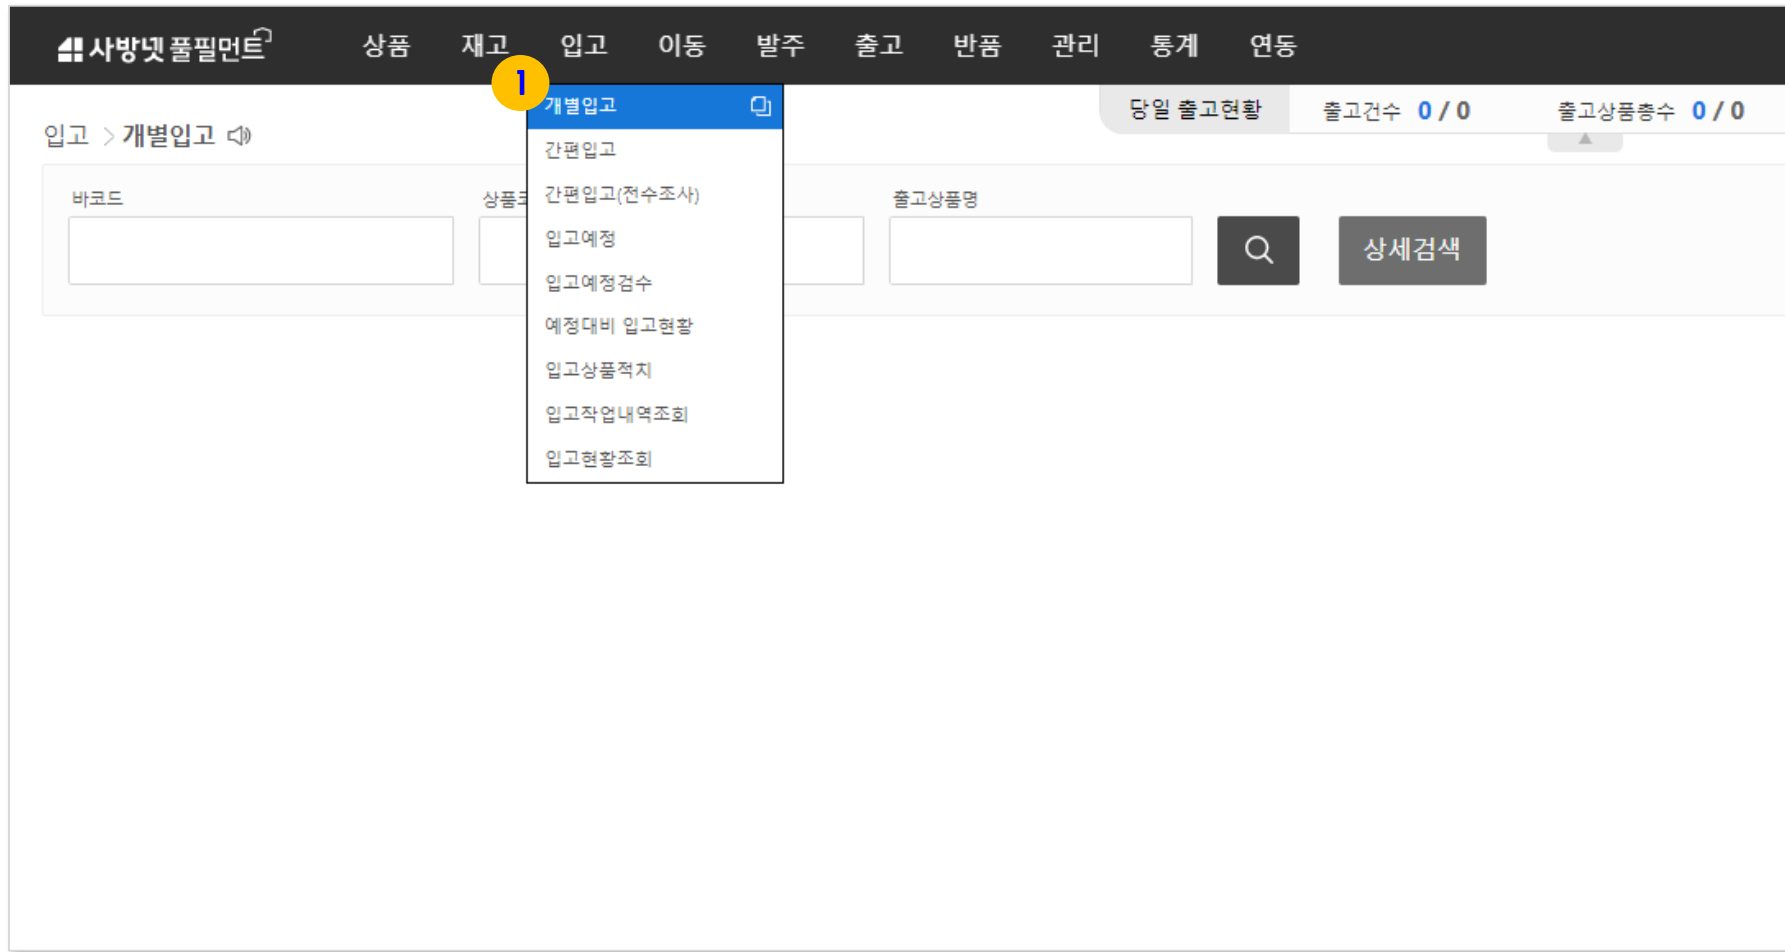 사방넷 풀필먼트 상품 재고 입고 이동 발주 출고 반품 관리 통계 연동
1
개별입고
당일 출고현황 출고건수 0 / 0 출고상품총수 0 / 0
입고 > 개별입고
간편입고
바코드 출고상품명
간편입고(전수조사)
입고예정
상세검색
입고예정검수
예정대비 입고현황
입고상품적치
입고작업내역조회
입고현황조회